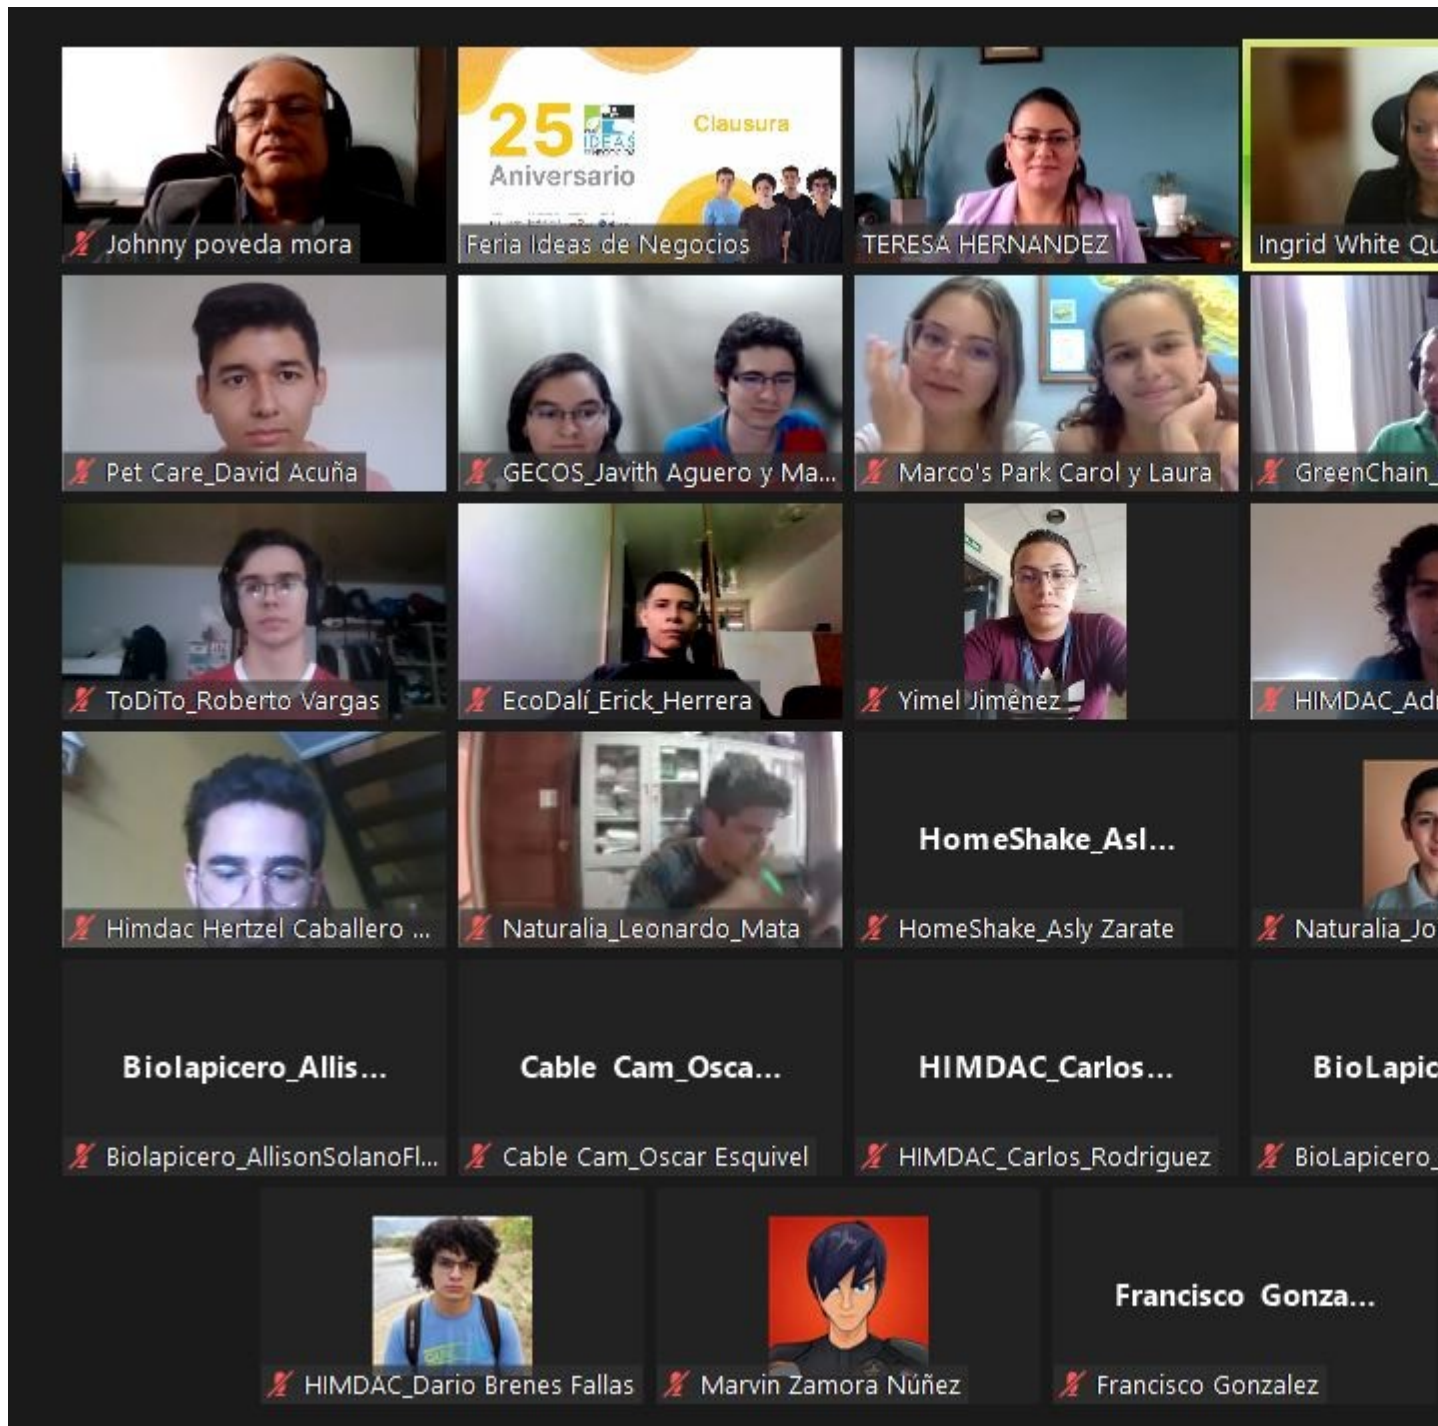 25
IDEAS
Aniversario
Clausura
Johnny poveda mora
Feria Ideas de Negocios
TERESA HERNANDEZ
Ingrid White Qu
Pet Care_David Acuña
GECOS_Javith Aguero y Ma...
Marco's Park Carol y Laura
GreenChain_
ToDiTo_Roberto Vargas
EcoDalí_Erick_Herrera
Yimel Jiménez
HIMDAC_Adr
HomeShake_Asl...
Himdac Hertzel Caballero ...
Naturalia_Leonardo_Mata
HomeShake_Asly Zarate
Naturalia_Jo
Biolapicero_Allis...
Cable Cam_Osca...
HIMDAC_Carlos...
BioLapic
Biolapicero_AllisonSolanoFl...
Cable Cam_Oscar Esquivel
HIMDAC_Carlos_Rodriguez
BioLapicero_
Francisco Gonza...
HIMDAC_Dario Brenes Fallas
Marvin Zamora Núñez
Francisco Gonzalez